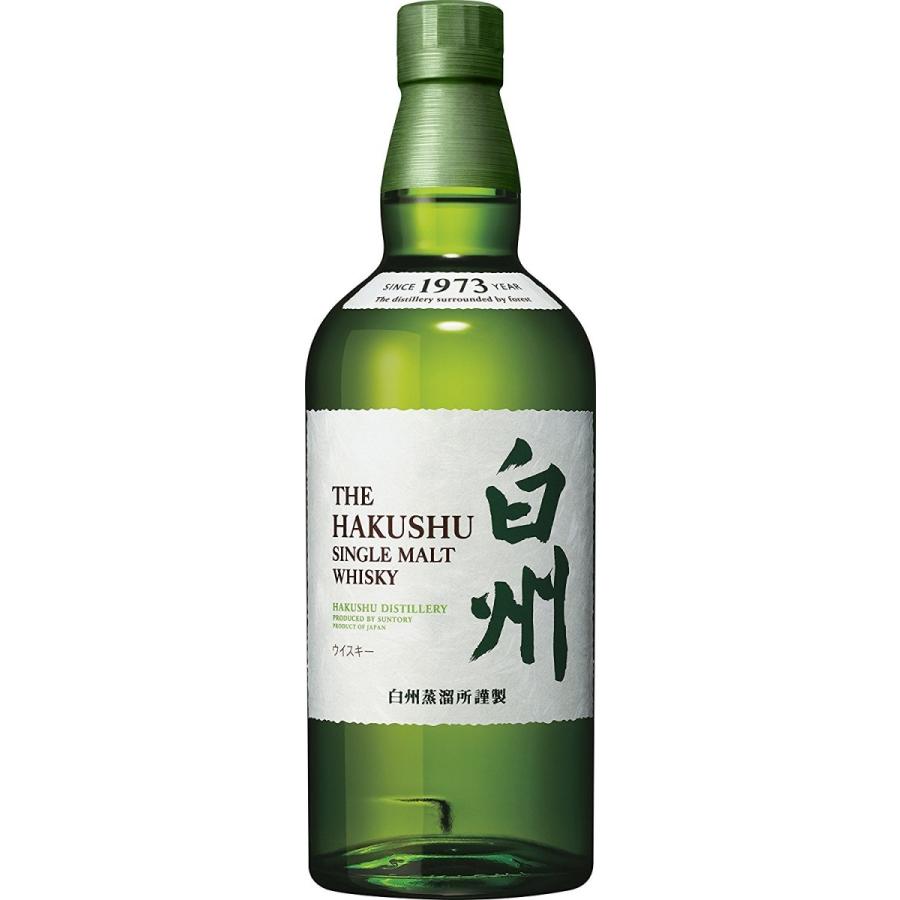 SINCE 1973 YEAR
The distillery surrounded by forest
THE
HAKUSHU
SINGLE MALT
WHISKY
HAKUSHU DISTILLERY
PRODUCED BY SUNTORY
PRODUCT OF JAPAN
ウイスキー
白州
白州蒸溜所謹製